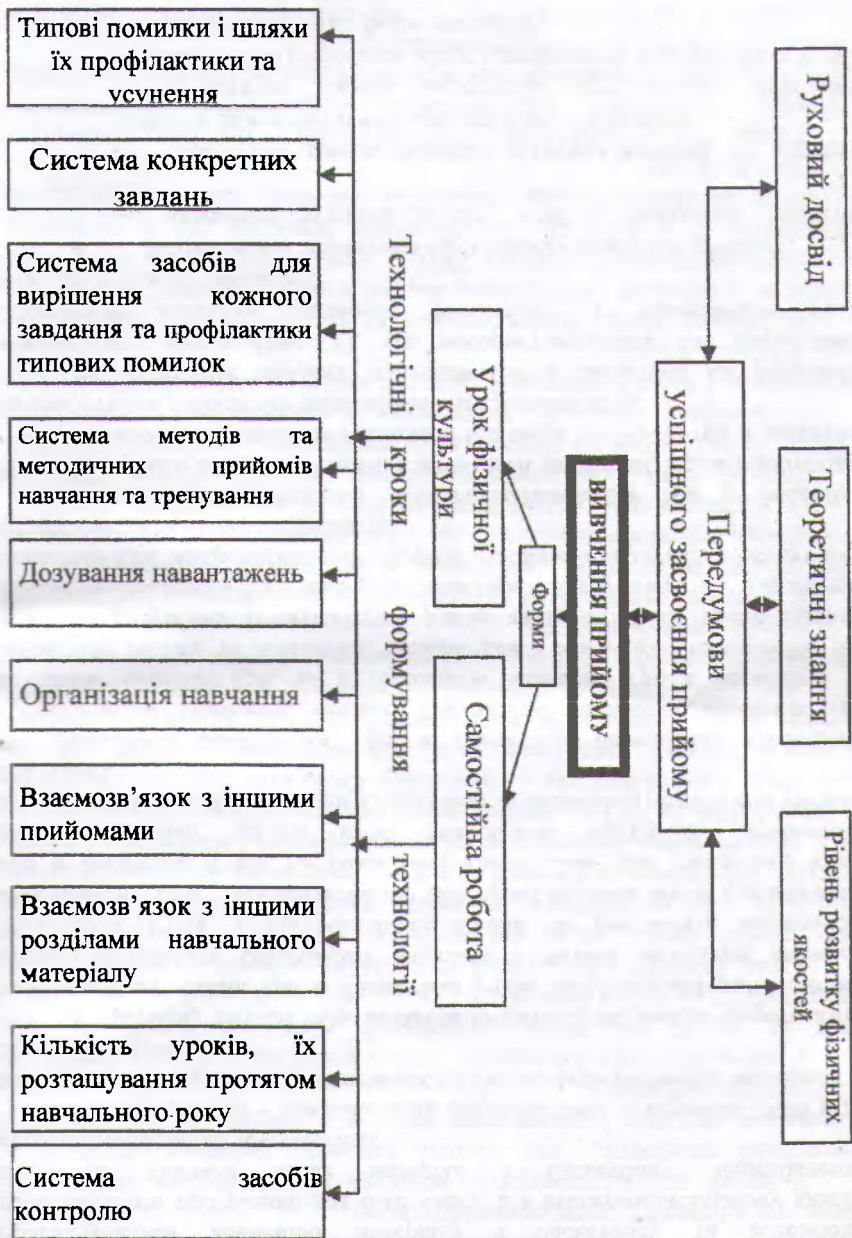 Типові помилки і шляхи
їх профілактики та
усунення
Система конкретних
завдань
Система засобів для
вирішення кожного
завдання та профілактики
типових помилок
Система методів та
методичних прийомів
навчання та тренування
Дозування навантажень
Організація навчання
Взаємозв'язок з іншими
прийомами
Взаємозв'язок з іншими
розділами навчального
матеріалу
Кількість уроків, їх
розташування протягом
навчального року
Система засобів
контролю
Технологічні кроки формування технології
Урок фізичної
культури
Самостійна робота
Форми
ВИВЧЕННЯ ПРИЙОМУ
Передумови
успішного засвоєння прийому
Руховий досвід
Теоретичні знання
Рівень розвитку фізичних
якостей